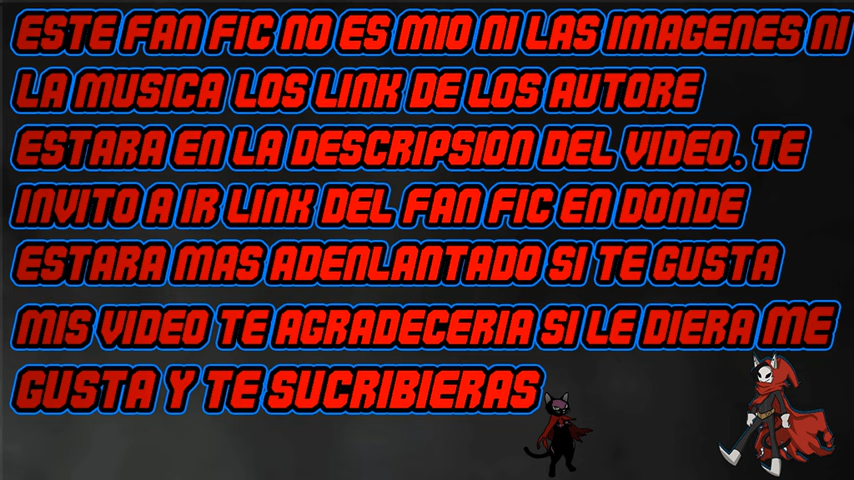 ESTE FAN FIC NO ES MIO NI LAS IMAGENES NI
LA MUSICA LOS LINK DE LOS AUTORE
ESTARA EN LA DESCRIPSION DEL VIDEO. TE
INVITO A IR LINK DEL FAN FIC EN DONDE
ESTARA MAS ADENLANTADO SI TE GUSTA
MIS VIDEO TE AGRADECERIA SI LE DIERA ME
GUSTA Y TE SUCRIBIERAS